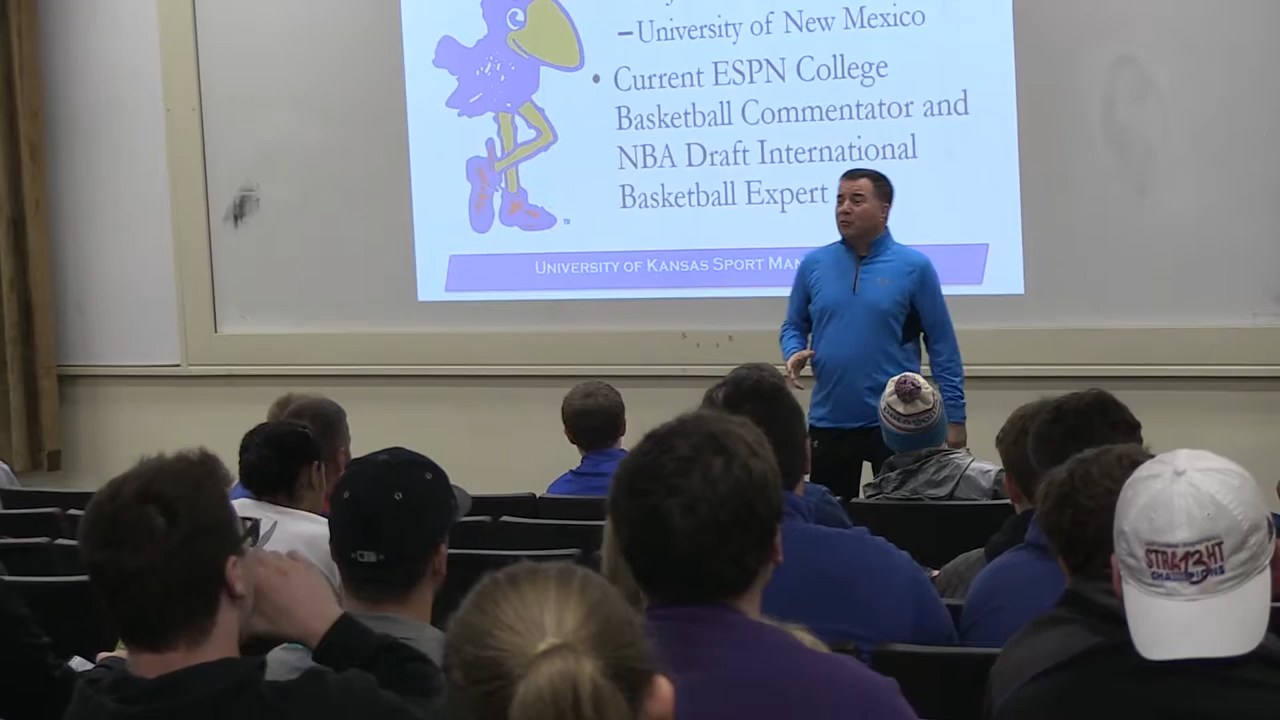 –University of New Mexico
• Current ESPN College
Basketball Commentator and
NBA Draft International
Basketball Expert
TM
UNIVERSITY OF KANSAS SPORT MAN
STRA13HT
CHAMPIONS